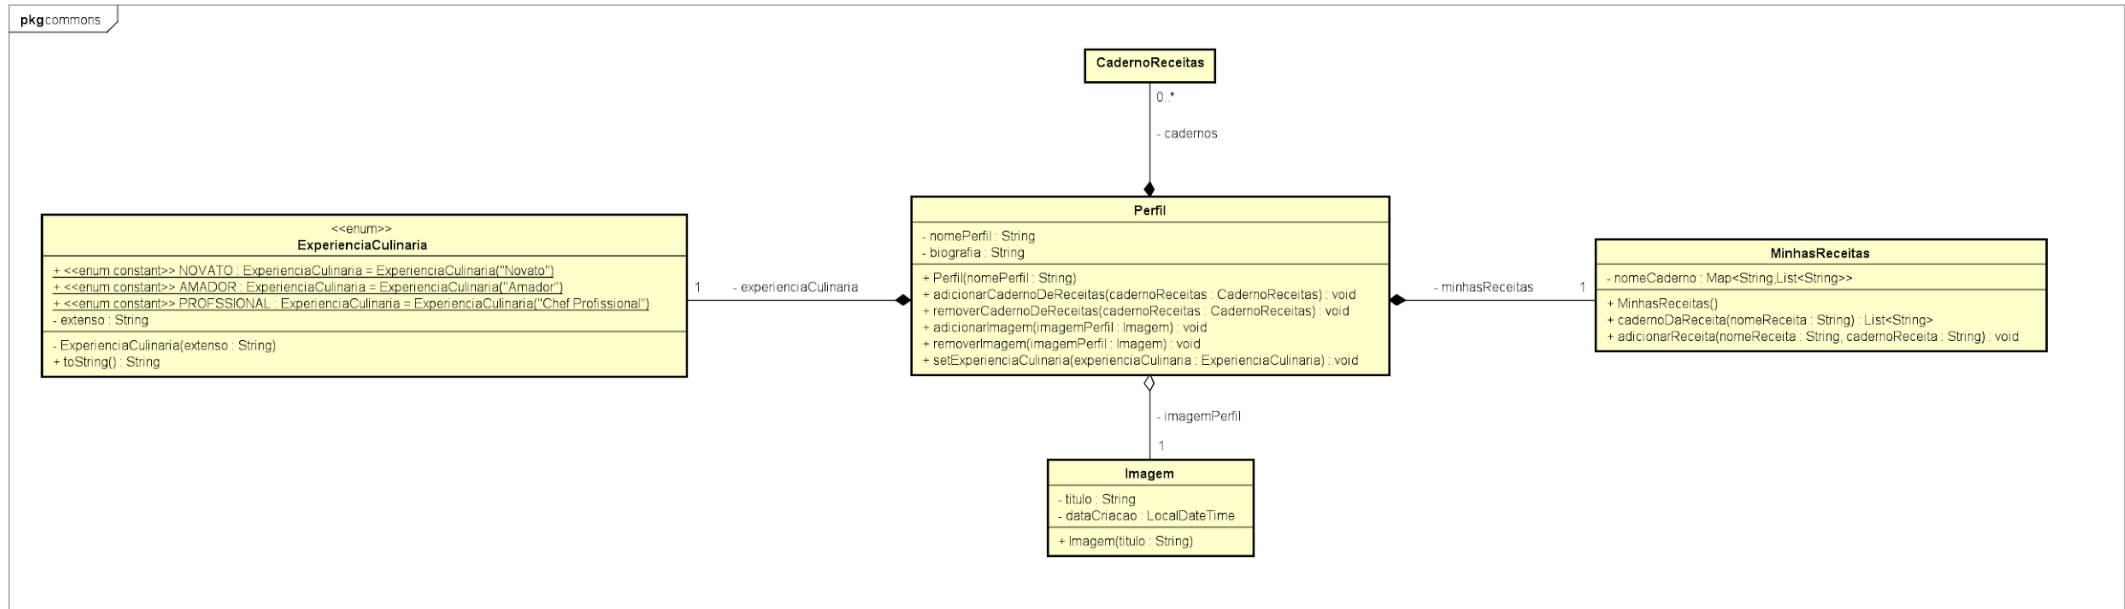 pkg commons
CadernoReceitas
0..*
- cadernos
<<enum>>
ExperienciaCulinaria
+ <<enum constant>> NOVATO : ExperienciaCulinaria = ExperienciaCulinaria("Novato")
+ <<enum constant>> AMADOR : ExperienciaCulinaria = ExperienciaCulinaria("Amador")
+ <<enum constant>> PROFSSIONAL : ExperienciaCulinaria = ExperienciaCulinaria("Chef Profissional")
- extenso : String
- ExperienciaCulinaria(extenso : String)
+ toString() : String
1
- experienciaCulinaria
Perfil
- nomePerfil : String
- biografia : String
+ Perfil(nomePerfil : String)
+ adicionarCadernoDeReceitas(cadernoReceitas : CadernoReceitas) : void
+ removerCadernoDeReceitas(cadernoReceitas : CadernoReceitas) : void
+ adicionarImagem(imagemPerfil : Imagem) : void
+ removerImagem(imagemPerfil : Imagem) : void
+ setExperienciaCulinaria(experienciaCulinaria : ExperienciaCulinaria) : void
- minhasReceitas
1
MinhasReceitas
- nomeCaderno : Map<String,List<String>>
+ MinhasReceitas()
+ cadernoDaReceita(nomeReceita : String) : List<String>
+ adicionarReceita(nomeReceita : String, cadernoReceita : String) : void
- imagemPerfil
1
Imagem
- titulo : String
- dataCriacao : LocalDateTime
+ Imagem(titulo : String)